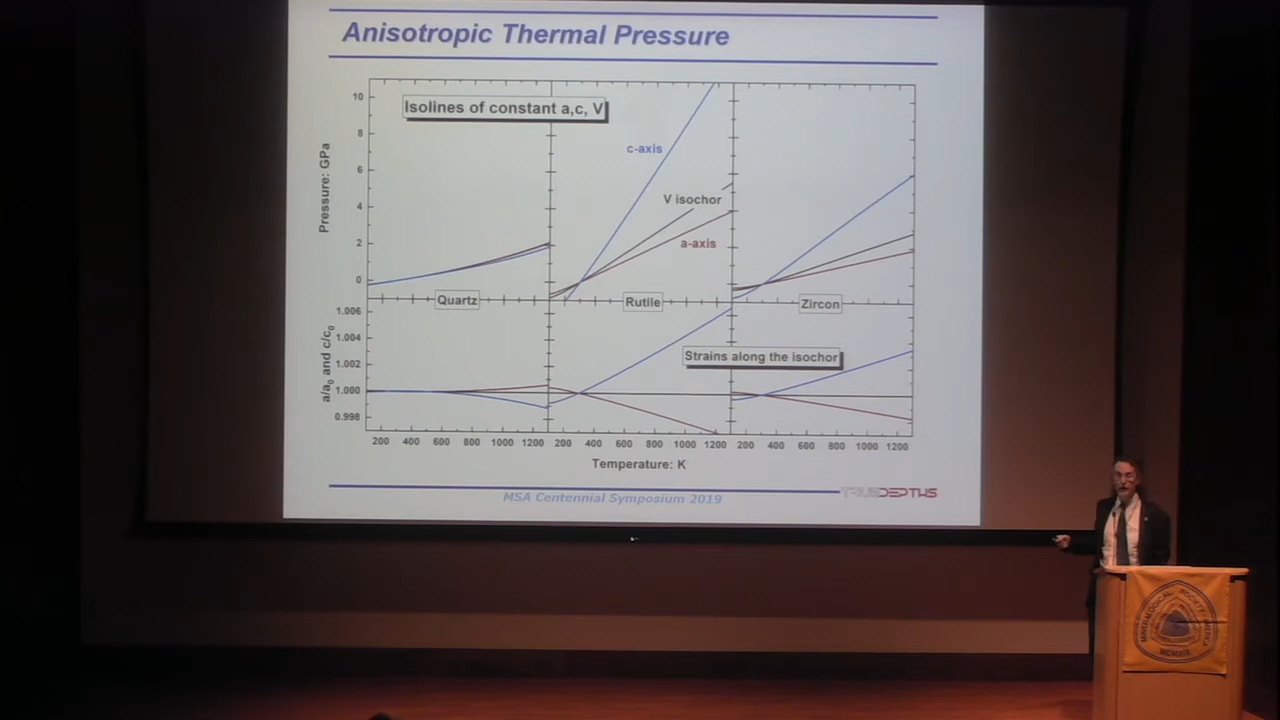 Anisotropic Thermal Pressure
Isolines of constant a,c, V
Pressure: GPa
10
8
6
4
2
0
c-axis
V isochor
a-axis
Quartz
Rutile
Zircon
a/a0 and c/c0
1.006
1.004
1.002
1.000
0.998
Strains along the isochor
200 400 600 800 1000 1200 200 400 600 800 1000 1200 200 400 600 800 1000 1200
Temperature: K
MSA Centennial Symposium 2019
TRUEDEPTHS
MINERALOGICAL SOCIETY